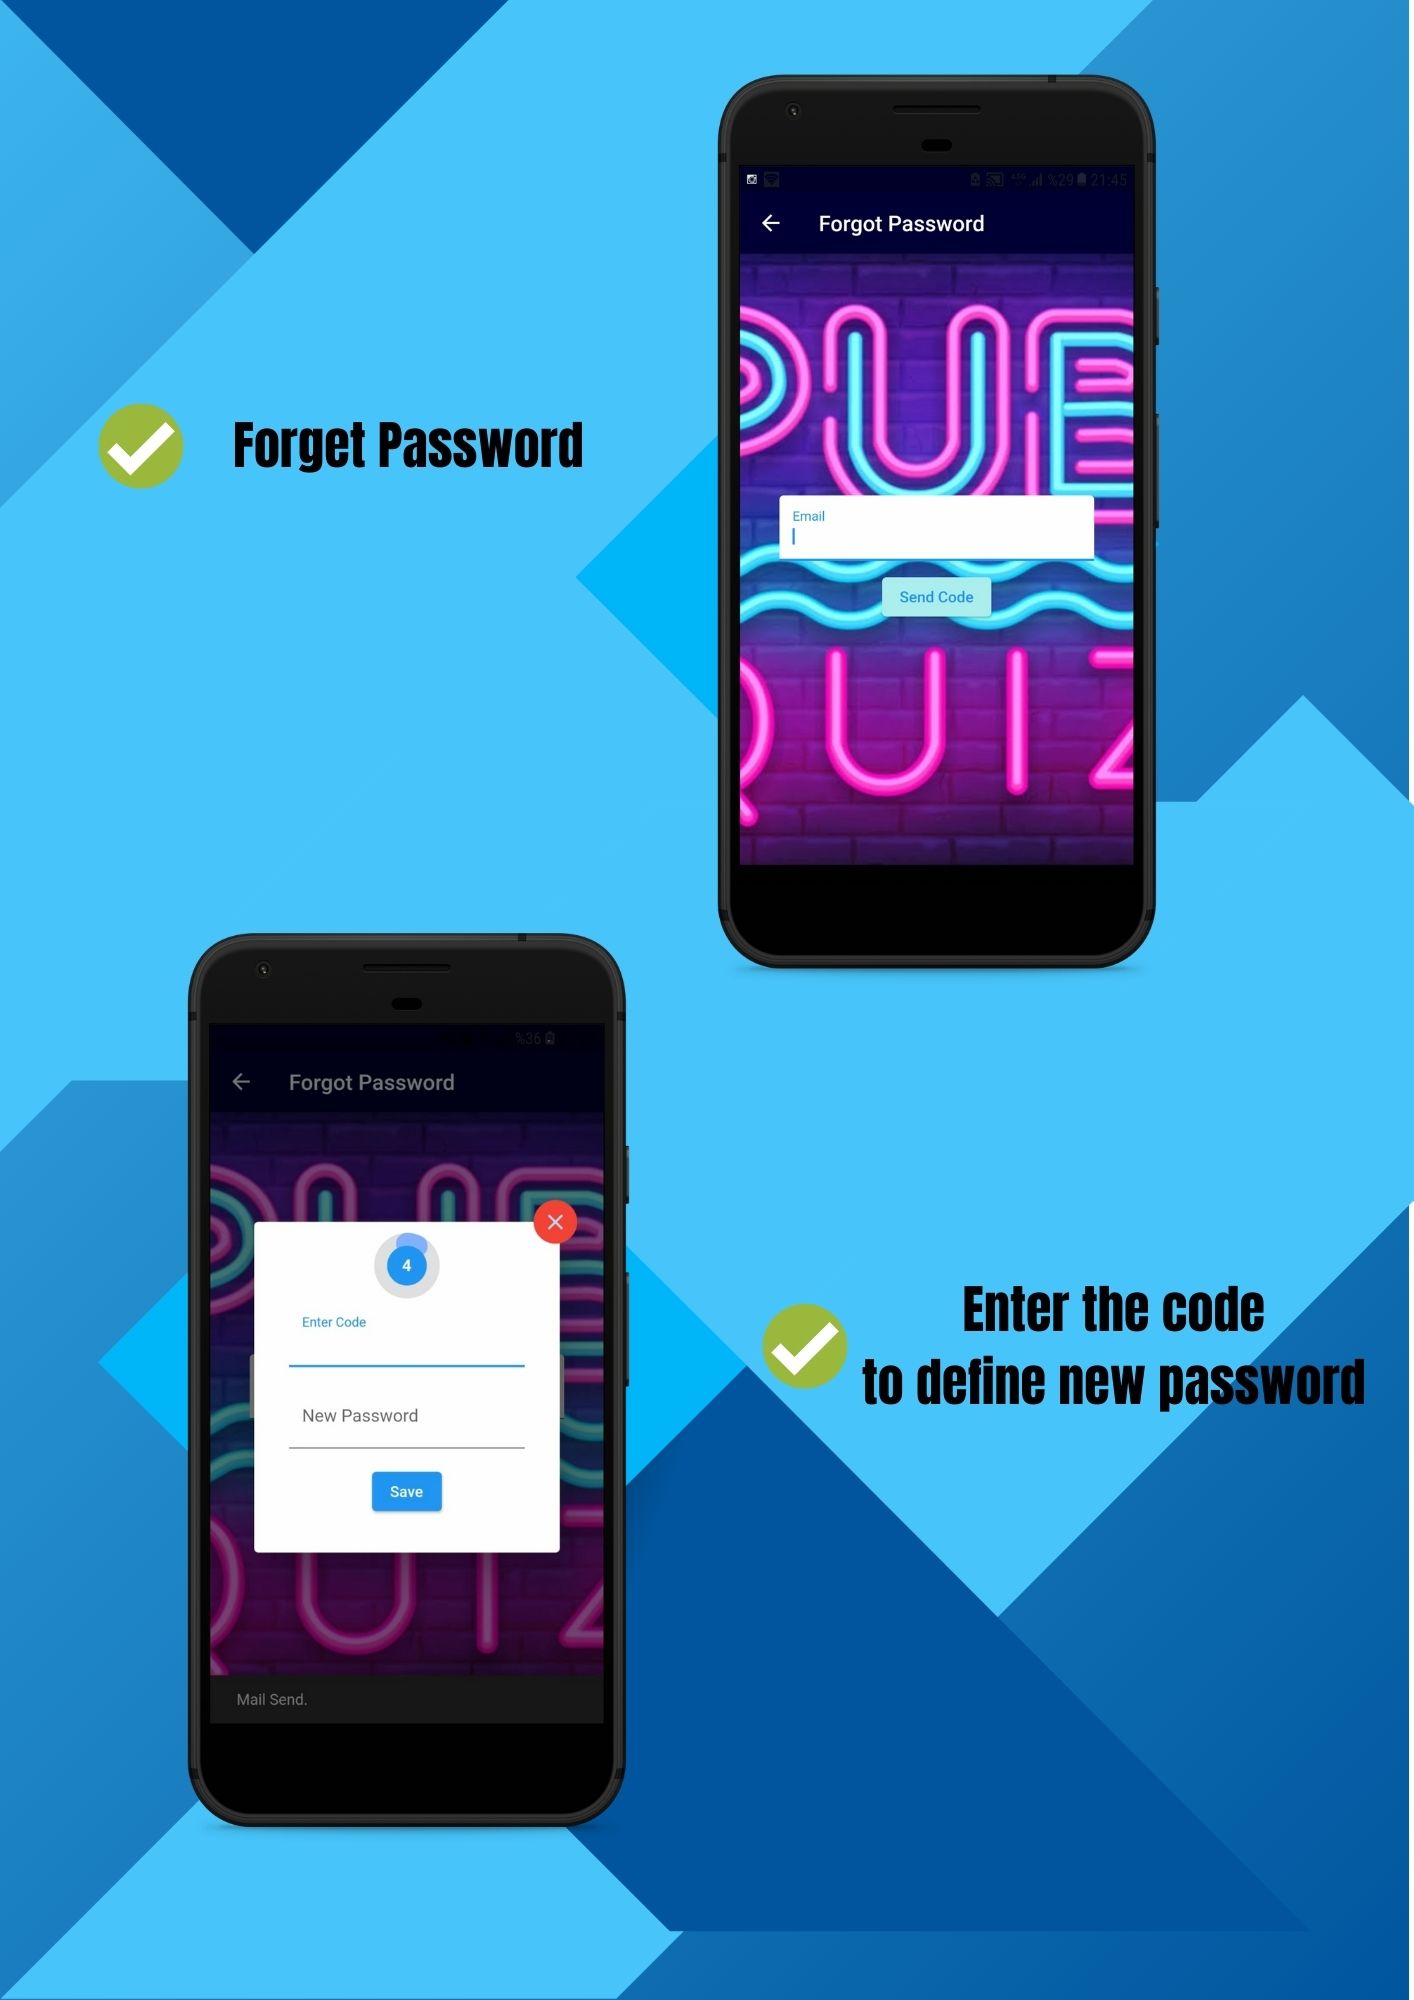 %29 21:45
Forgot Password
PUB
Forget Password
Email
Send Code
QUIZ
%36
Forgot Password
4
Enter Code
New Password
Save
Mail Send.
Enter the code
to define new password